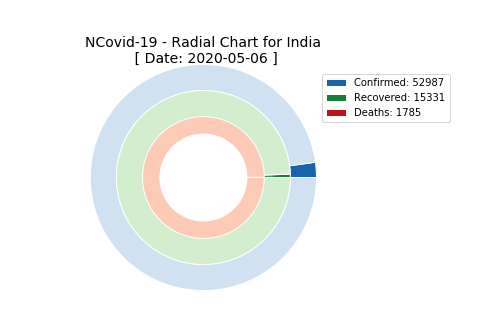 NCovid-19 - Radial Chart for India
[ Date: 2020-05-06 ]
Confirmed: 52987
Recovered: 15331
Deaths: 1785